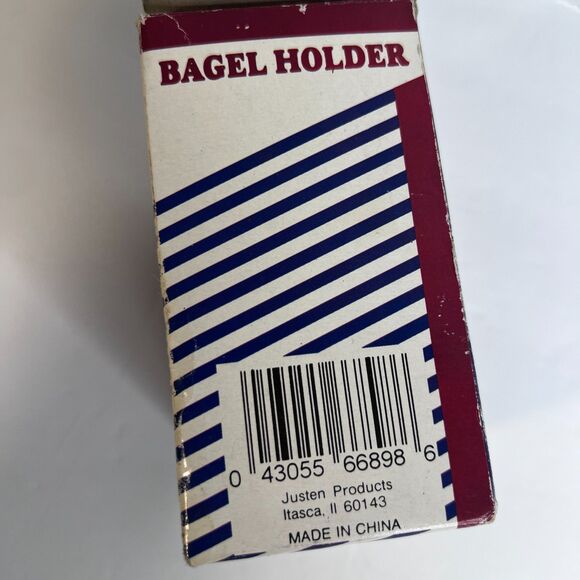 BAGEL HOLDER
0 43055 66898 6
Justen Products
Itasca, Il 60143
MADE IN CHINA